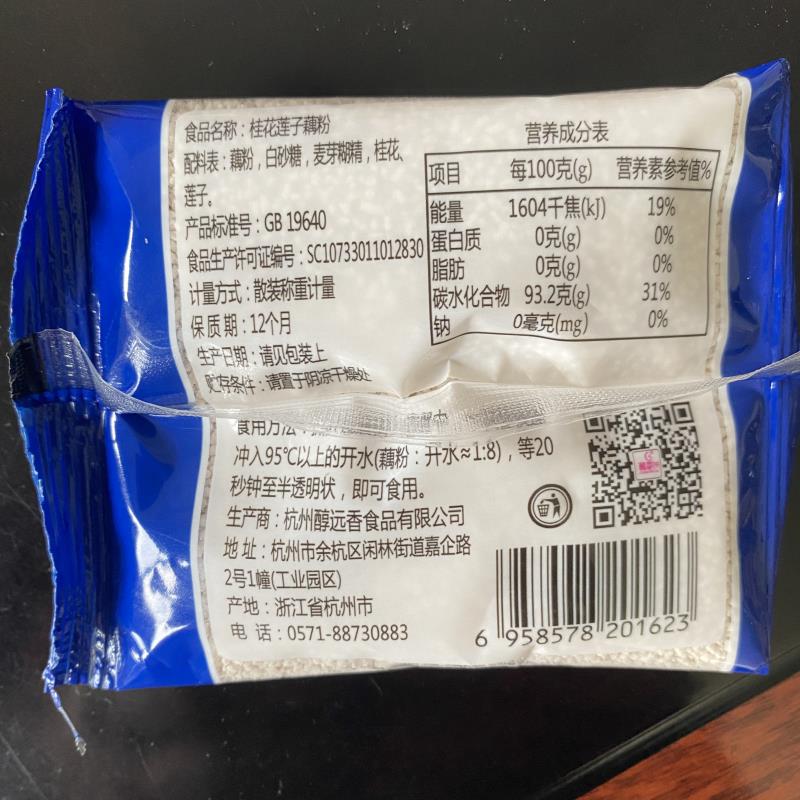 食品名称：桂花莲子藕粉
配料表：藕粉，白砂糖，麦芽糊精，桂花、
莲子。
产品标准号：GB 19640
食品生产许可证编号：SC10733011012830
计量方式：散装称重计量
保质期：12个月
生产日期：请见包装上
贮存条件：请置于阴凉干燥处
食用方法：
冲入95℃以上的开水(藕粉：开水≈1:8)，等20
秒钟至半透明状，即可食用。
生产商：杭州醇远香食品有限公司
地 址：杭州市余杭区闲林街道嘉企路
2号1幢(工业园区)
产地：浙江省杭州市
电 话：0571-88730883
营养成分表
项目 每100克(g) 营养素参考值%
能量 1604千焦(kJ) 19%
蛋白质 0克(g) 0%
脂肪 0克(g) 0%
碳水化合物 93.2克(g) 31%
钠 0毫克(mg) 0%
6 958578 201623